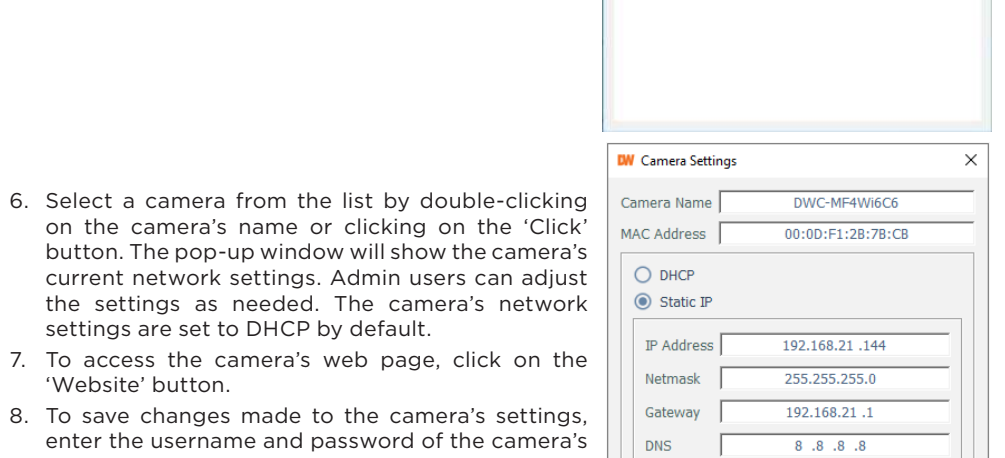 6. Select a camera from the list by double-clicking
on the camera's name or clicking on the 'Click'
button. The pop-up window will show the camera's
current network settings. Admin users can adjust
the settings as needed. The camera's network
settings are set to DHCP by default.
7. To access the camera's web page, click on the
'Website' button.
8. To save changes made to the camera's settings,
enter the username and password of the camera's
DW Camera Settings
Camera Name DWC-MF4Wi6C6
MAC Address 00:0D:F1:2B:7B:CB
DHCP
Static IP
IP Address 192.168.21 .144
Netmask 255.255.255.0
Gateway 192.168.21 .1
DNS 8 .8 .8 .8